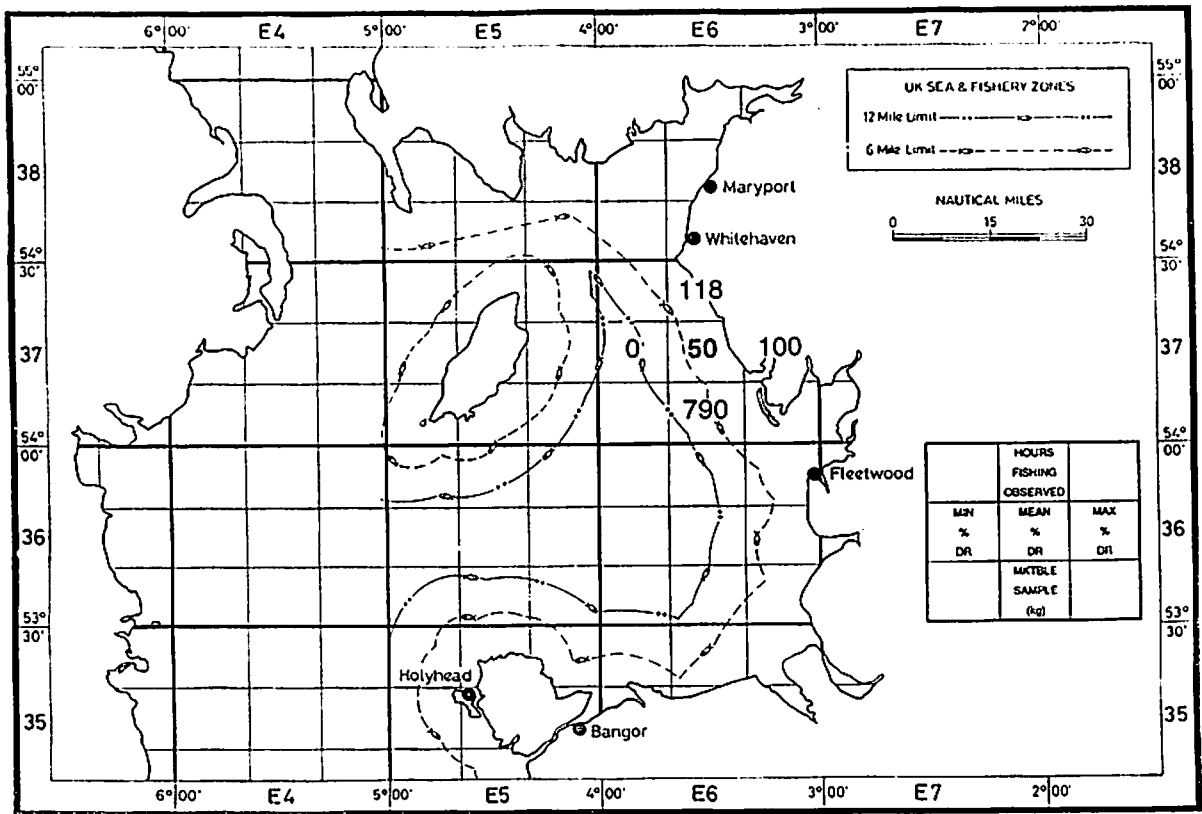 6°00' E4 5°00' E5 4°00' E6 3°00' E7 2°00'
55° 00' 55° 00'
UK SEA & FISHERY ZONES
12 Mile Limit
6 Mile Limit
38 38
Maryport
NAUTICAL MILES
0 15 30
Whitehaven
54° 30' 54° 30'
118
37 0 50 100 37
790
54° 00' 54° 00'
Fleetwood
HOURS
FISHING
OBSERVED
MIN MEAN MAX
% % %
DR DR DR
MKTBLE
SAMPLE
(kg)
36 36
53° 30' 53° 30'
Holyhead
35 35
Bangor
6°00' E4 5°00' E5 4°00' E6 3°00' E7 2°00'